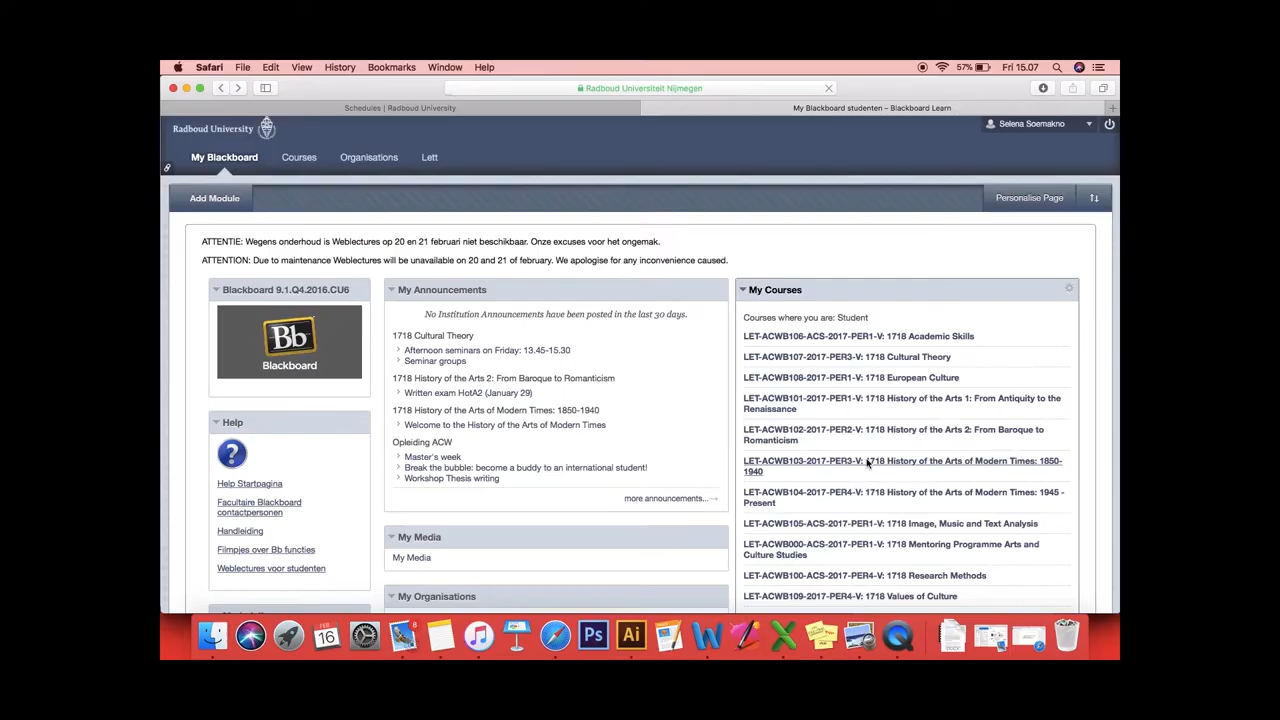 Safari File Edit View History Bookmarks Window Help
57% Fri 15.07
Radboud Universiteit Nijmegen
Schedules | Radboud University
My Blackboard studenten – Blackboard Learn
Radboud University
Selena Soemakno
My Blackboard Courses Organisations Lett
Add Module
Personalise Page
ATTENTIE: Wegens onderhoud is Weblectures op 20 en 21 februari niet beschikbaar. Onze excuses voor het ongemak.
ATTENTION: Due to maintenance Weblectures will be unavailable on 20 and 21 of february. We apologise for any inconvenience caused.
Blackboard 9.1.Q4.2016.CU6
Bb
Blackboard
Help
?
Help Startpagina
Facultaire Blackboard
contactpersonen
Handleiding
Filmpjes over Bb functies
Weblectures voor studenten
My Announcements
No Institution Announcements have been posted in the last 30 days.
1718 Cultural Theory
Afternoon seminars on Friday: 13.45-15.30
Seminar groups
1718 History of the Arts 2: From Baroque to Romanticism
Written exam HotA2 (January 29)
1718 History of the Arts of Modern Times: 1850-1940
Welcome to the History of the Arts of Modern Times
Opleiding ACW
Master's week
Break the bubble: become a buddy to an international student!
Workshop Thesis writing
more announcements...→
My Media
My Media
My Organisations
My Courses
Courses where you are: Student
LET-ACWB106-ACS-2017-PER1-V: 1718 Academic Skills
LET-ACWB107-2017-PER3-V: 1718 Cultural Theory
LET-ACWB108-2017-PER1-V: 1718 European Culture
LET-ACWB101-2017-PER1-V: 1718 History of the Arts 1: From Antiquity to the
Renaissance
LET-ACWB102-2017-PER2-V: 1718 History of the Arts 2: From Baroque to
Romanticism
LET-ACWB103-2017-PER3-V: 1718 History of the Arts of Modern Times: 1850-
1940
LET-ACWB104-2017-PER4-V: 1718 History of the Arts of Modern Times: 1945 -
Present
LET-ACWB105-ACS-2017-PER1-V: 1718 Image, Music and Text Analysis
LET-ACWB000-ACS-2017-PER1-V: 1718 Mentoring Programme Arts and
Culture Studies
LET-ACWB100-ACS-2017-PER4-V: 1718 Research Methods
LET-ACWB109-2017-PER4-V: 1718 Values of Culture
FEB
16
8
Ps
Ai